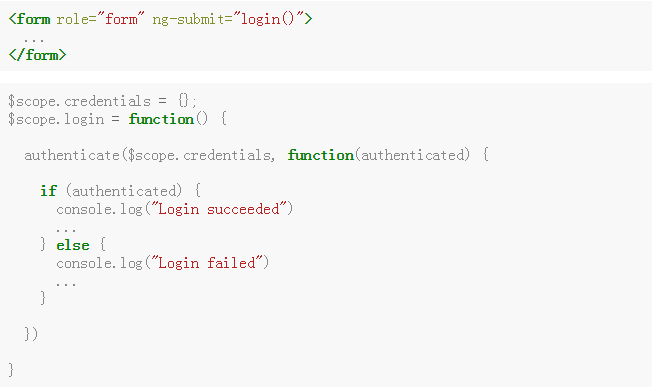 <form role="form" ng-submit="login()">
  ...
</form>
$scope.credentials = {};
$scope.login = function() {
  authenticate($scope.credentials, function(authenticated) {
    if (authenticated) {
      console.log("Login succeeded")
      ...
    } else {
      console.log("Login failed")
      ...
    }
  })
}